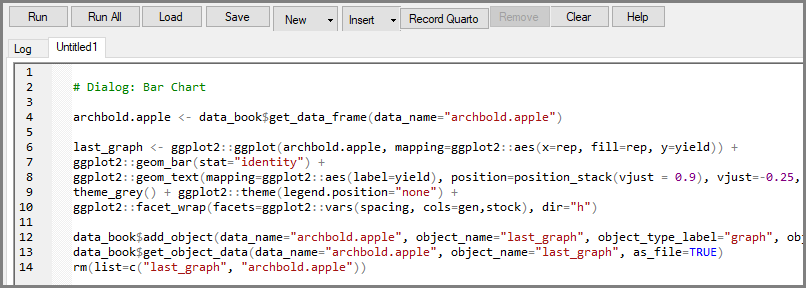 Run Run All Load Save New Insert Record Quarto Remove Clear Help
Log Untitled1
1
2 # Dialog: Bar Chart
3
4 archbold.apple <- data_book$get_data_frame(data_name="archbold.apple")
5
6 last_graph <- ggplot2::ggplot(archbold.apple, mapping=ggplot2::aes(x=rep, fill=rep, y=yield)) +
7 ggplot2::geom_bar(stat="identity") +
8 ggplot2::geom_text(mapping=ggplot2::aes(label=yield), position=position_stack(vjust = 0.9), vjust=-0.25,
9 theme_grey() + ggplot2::theme(legend.position="none") +
10 ggplot2::facet_wrap(facets=ggplot2::vars(spacing, cols=gen,stock), dir="h")
11
12 data_book$add_object(data_name="archbold.apple", object_name="last_graph", object_type_label="graph", obj
13 data_book$get_object_data(data_name="archbold.apple", object_name="last_graph", as_file=TRUE)
14 rm(list=c("last_graph", "archbold.apple"))